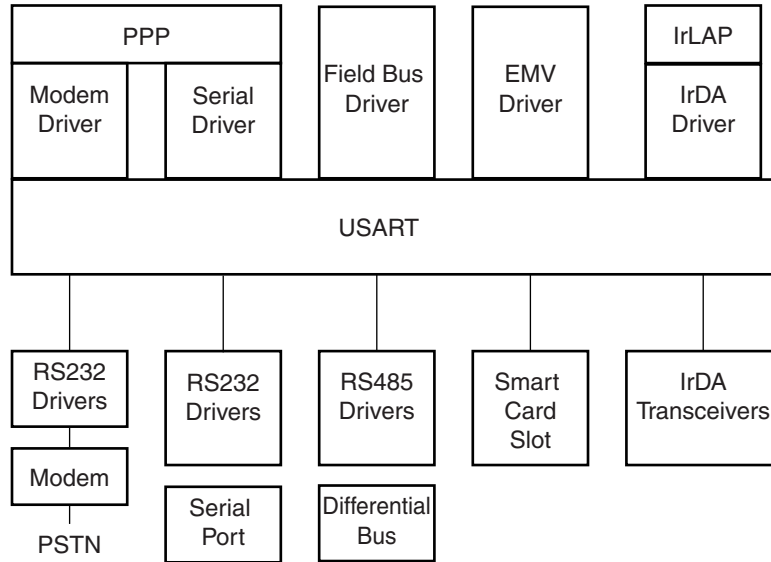 PPP
Modem
Driver
Serial
Driver
Field Bus
Driver
EMV
Driver
IrLAP
IrDA
Driver
USART
RS232
Drivers
Modem
PSTN
RS232
Drivers
Serial
Port
RS485
Drivers
Differential
Bus
Smart
Card
Slot
IrDA
Transceivers